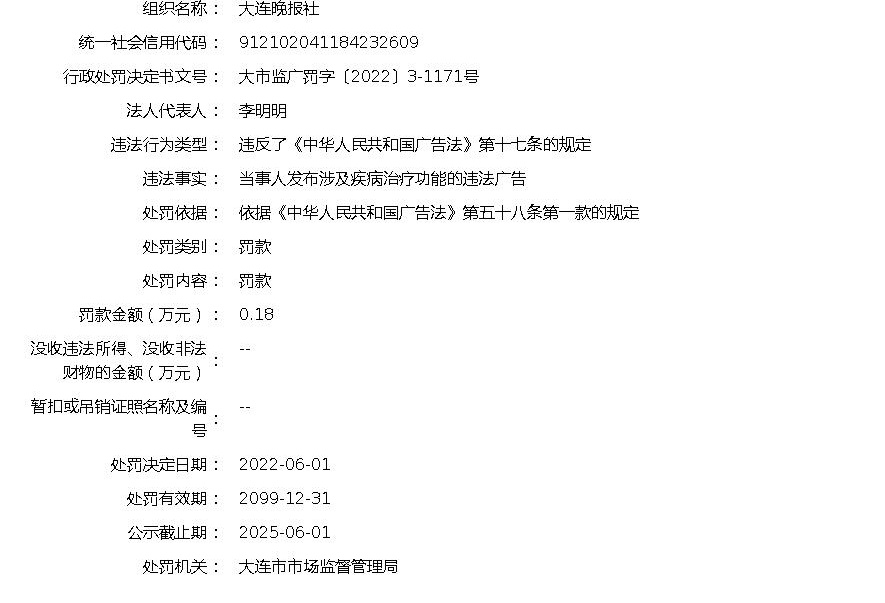 组织名称： 大连晚报社
统一社会信用代码： 912102041184232609
行政处罚决定书文号： 大市监广罚字〔2022〕3-1171号
法人代表人： 李明明
违法行为类型： 违反了《中华人民共和国广告法》第十七条的规定
违法事实： 当事人发布涉及疾病治疗功能的违法广告
处罚依据： 依据《中华人民共和国广告法》第五十八条第一款的规定
处罚类别： 罚款
处罚内容： 罚款
罚款金额（万元）： 0.18
没收违法所得、没收非法
财物的金额（万元）： --
暂扣或吊销证照名称及编
号： --
处罚决定日期： 2022-06-01
处罚有效期： 2099-12-31
公示截止期： 2025-06-01
处罚机关： 大连市市场监督管理局